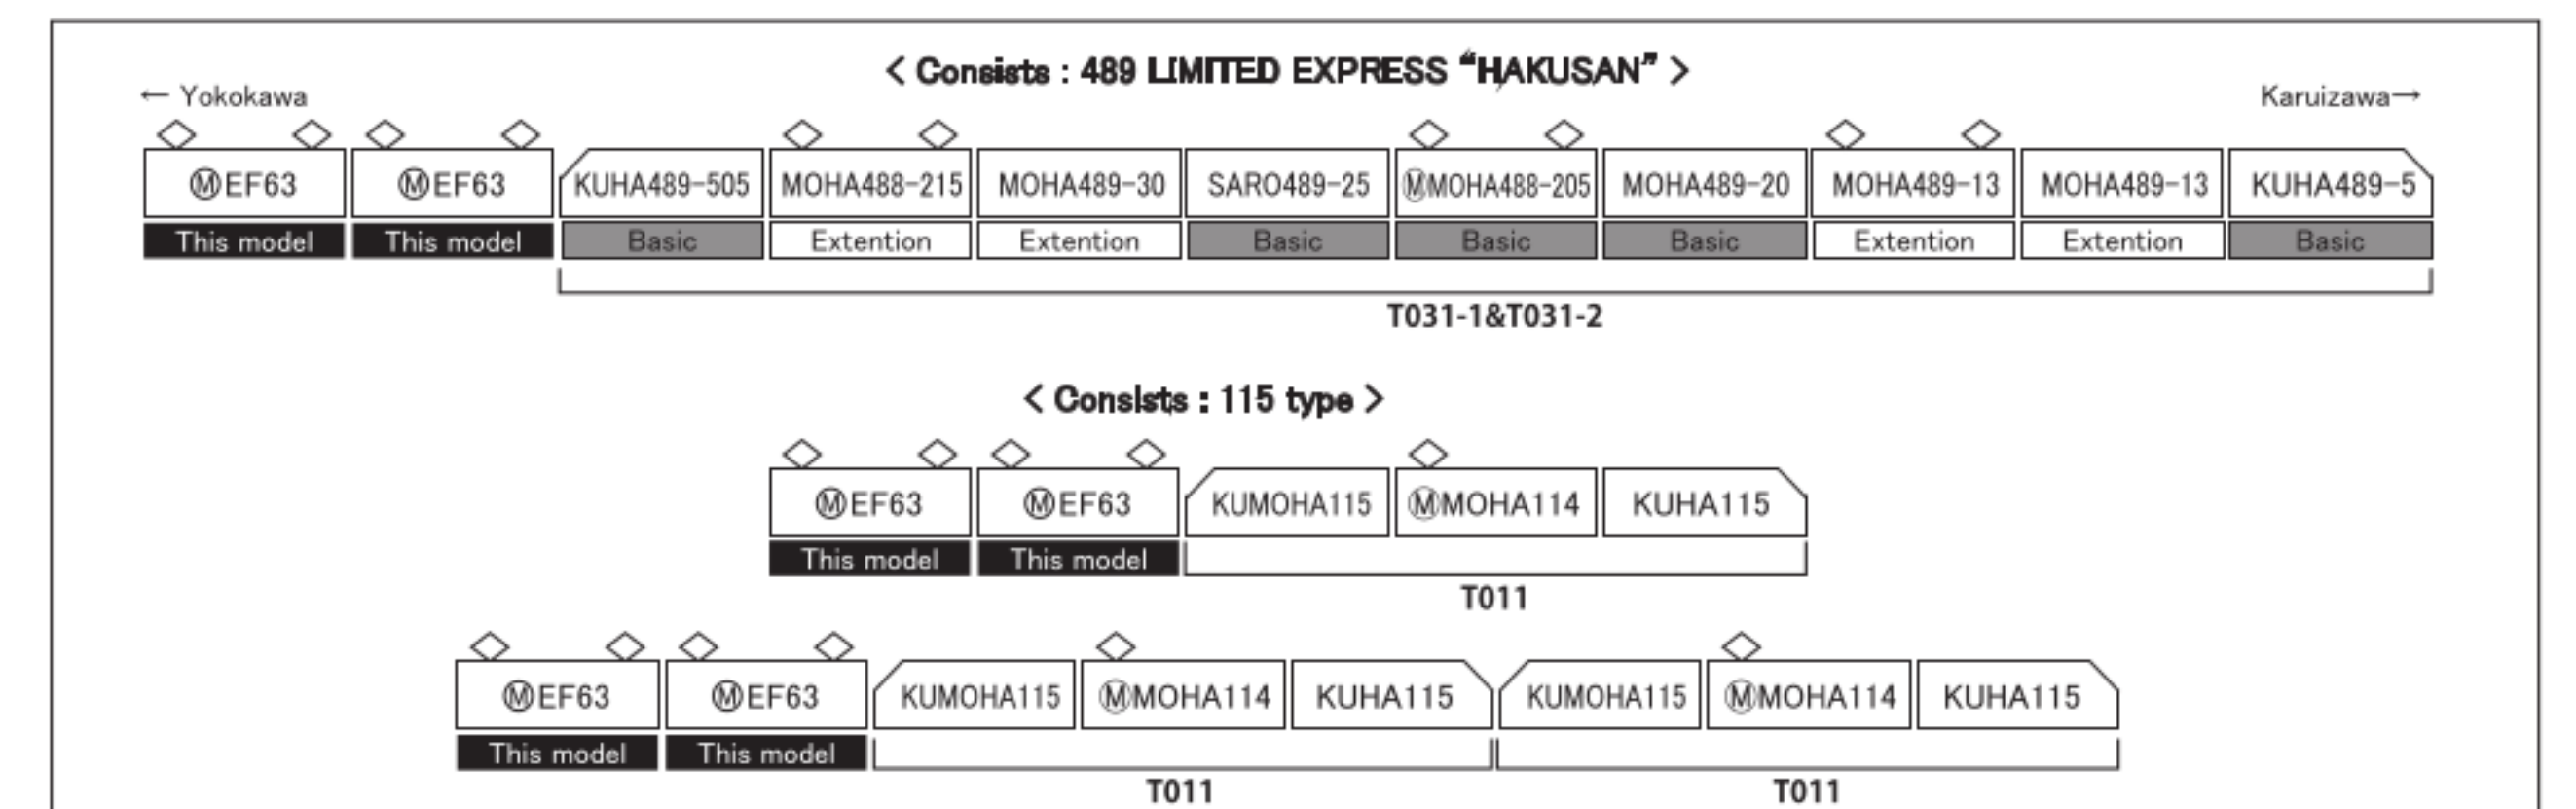 < Consists : 489 LIMITED EXPRESS “HAKUSAN” >
← Yokokawa Karuizawa→
ⓂEF63 ⓂEF63 KUHA489-505 MOHA488-215 MOHA489-30 SARO489-25 ⓂMOHA488-205 MOHA489-20 MOHA489-13 MOHA489-13 KUHA489-5
This model This model Basic Extention Extention Basic Basic Basic Extention Extention Basic
T031-1&T031-2
< Consists : 115 type >
ⓂEF63 ⓂEF63 KUMOHA115 ⓂMOHA114 KUHA115
This model This model
T011
ⓂEF63 ⓂEF63 KUMOHA115 ⓂMOHA114 KUHA115 KUMOHA115 ⓂMOHA114 KUHA115
This model This model
T011 T011